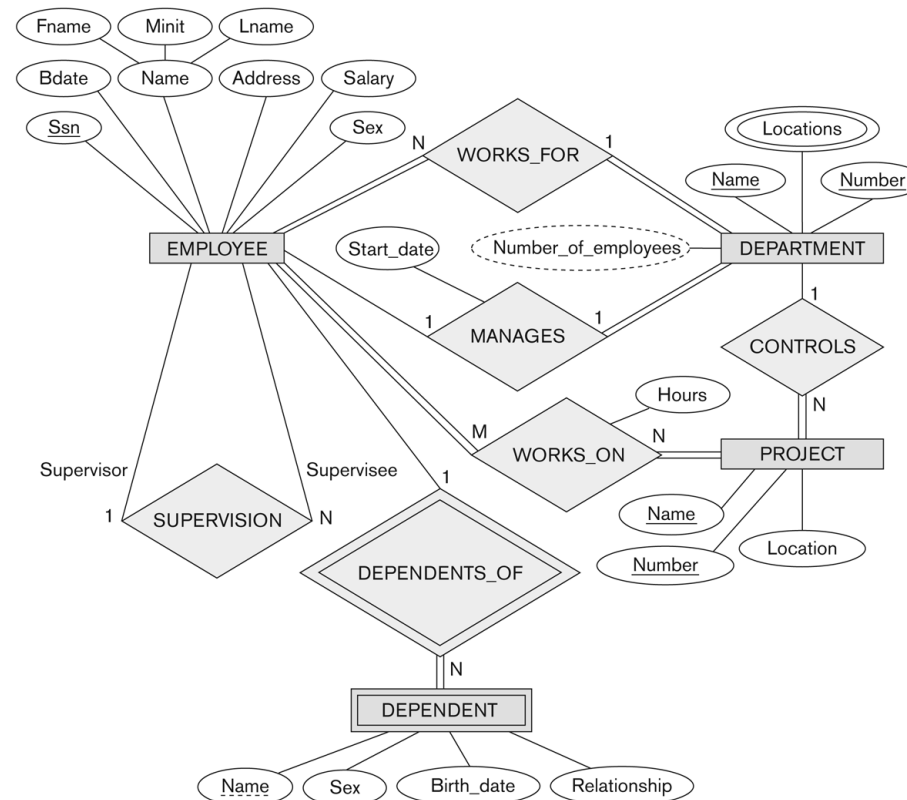 Fname
Minit
Lname
Bdate
Name
Address
Salary
Ssn
Sex
N
WORKS_FOR
1
Locations
Name
Number
EMPLOYEE
Start_date
Number_of_employees
DEPARTMENT
1
MANAGES
1
1
CONTROLS
N
Hours
M
WORKS_ON
N
PROJECT
Supervisor
Supervisee
1
1
SUPERVISION
N
Name
Number
Location
DEPENDENTS_OF
N
DEPENDENT
Name
Sex
Birth_date
Relationship